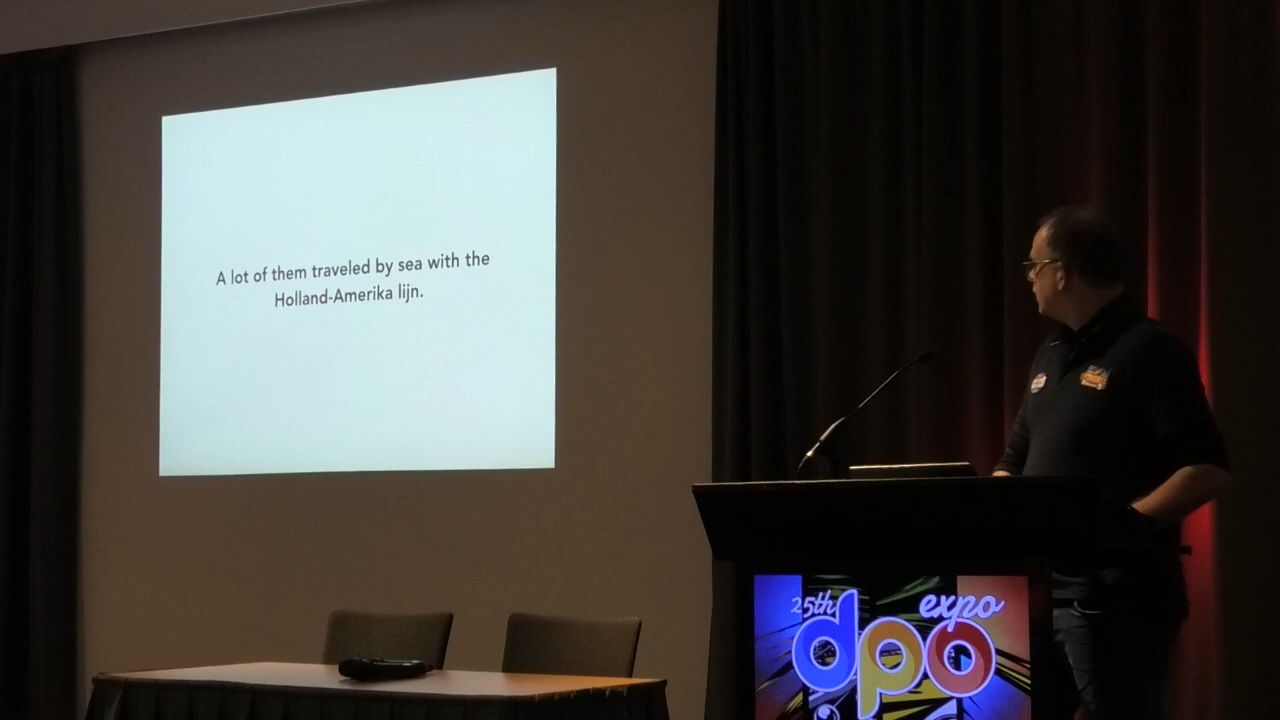 A lot of them traveled by sea with the
Holland-Amerika lijn.
25th
expo
dpo